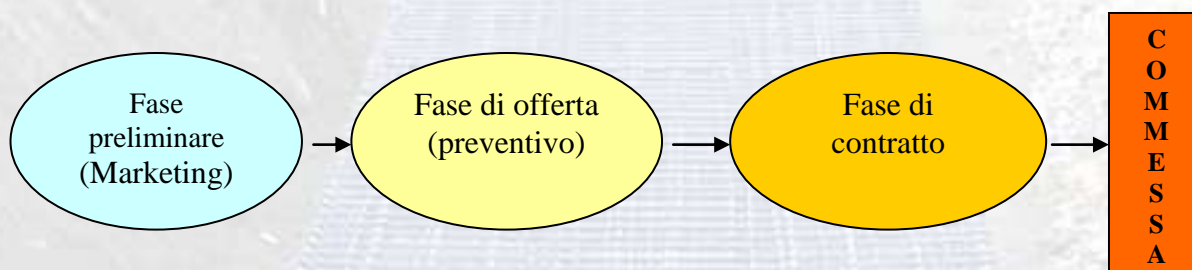 Fase
preliminare
(Marketing)
Fase di offerta
(preventivo)
Fase di
contratto
C
O
M
M
E
S
S
A